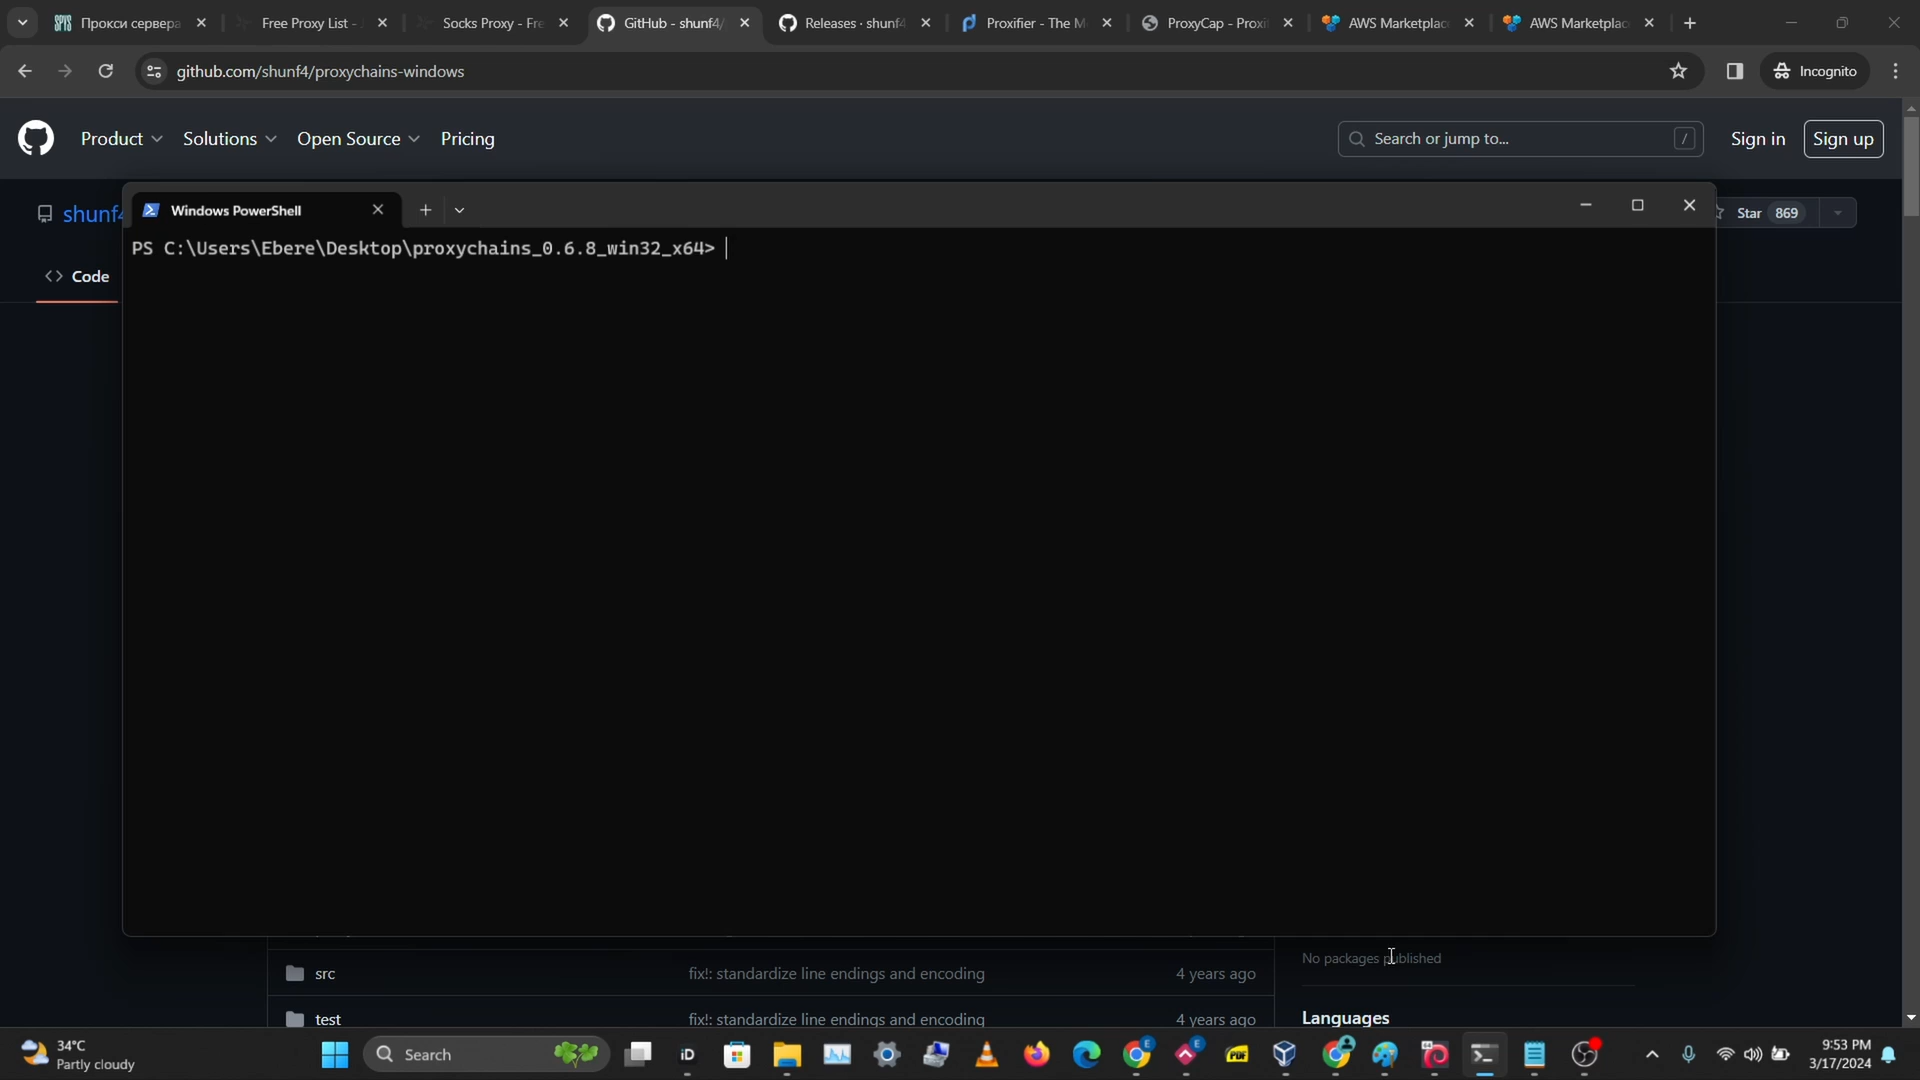 Прокси сервера
Free Proxy List -
Socks Proxy - Fre
GitHub - shunf4/
Releases · shunf4
Proxifier - The M
ProxyCap - Proxi
AWS Marketplac
AWS Marketplac
github.com/shunf4/proxychains-windows
Incognito
Product
Solutions
Open Source
Pricing
Search or jump to...
/
Sign in
Sign up
shunf4
Windows PowerShell
Star 869
PS C:\Users\Ebere\Desktop\proxychains_0.6.8_win32_x64>
Code
No packages published
src
fix!: standardize line endings and encoding
4 years ago
Languages
test
fix!: standardize line endings and encoding
4 years ago
34°C
Partly cloudy
Search
9:53 PM
3/17/2024